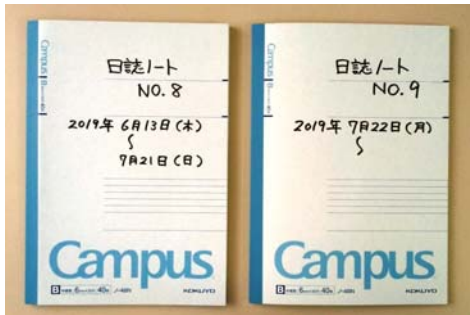 Campus
日誌ノート
NO.8
2019年 6月13日(木)
〜
7月21日(日)
Campus
B
KOKUYO
Campus
日誌ノート
NO.9
2019年 7月22日(月)
〜
Campus
B
KOKUYO